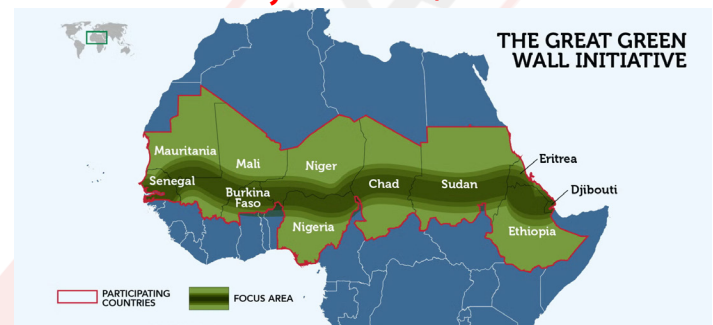 THE GREAT GREEN
WALL INITIATIVE
Mauritania
Mali
Niger
Eritrea
Senegal
Chad
Sudan
Djibouti
Burkina
Faso
Nigeria
Ethiopia
PARTICIPATING
COUNTRIES
FOCUS AREA